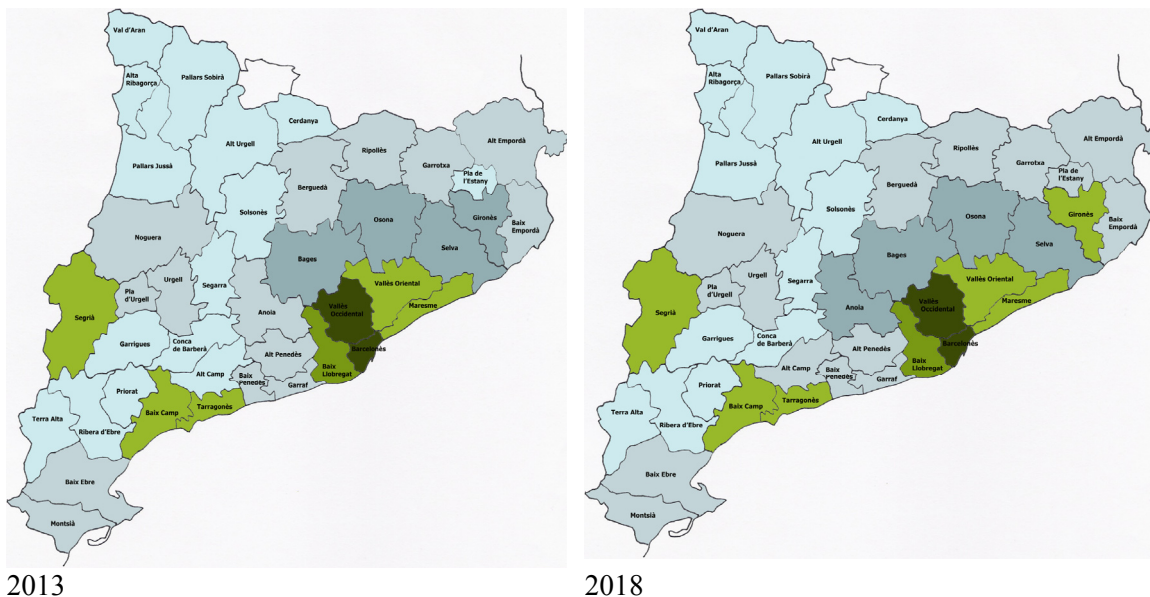 Val d'Aran
Alta
Ribagorça
Pallars Sobirà
Cerdanya
Alt Urgell
Pallars Jussà
Ripollès
Garrotxa
Alt Empordà
Pla de
l'Estany
Berguedà
Solsonès
Osona
Gironès
Baix
Empordà
Selva
Noguera
Bages
Urgell
Segarra
Pla
d'Urgell
Segrià
Anoia
Vallès Oriental
Vallès
Occidental
Maresme
Garrigues
Conca
de Barberà
Barcelonès
Alt Penedès
Baix
Llobregat
Alt Camp
Baix
Penedès
Garraf
Priorat
Baix Camp
Tarragonès
Terra Alta
Ribera d'Ebre
Baix Ebre
Montsià
2013
Val d'Aran
Alta
Ribagorça
Pallars Sobirà
Cerdanya
Alt Urgell
Pallars Jussà
Ripollès
Garrotxa
Alt Empordà
Pla de
l'Estany
Berguedà
Solsonès
Osona
Gironès
Baix
Empordà
Selva
Noguera
Bages
Urgell
Segarra
Pla
d'Urgell
Segrià
Anoia
Vallès Oriental
Vallès
Occidental
Maresme
Garrigues
Conca
de Barberà
Barcelonès
Alt Penedès
Baix
Llobregat
Alt Camp
Baix
Penedès
Garraf
Priorat
Baix Camp
Tarragonès
Terra Alta
Ribera d'Ebre
Baix Ebre
Montsià
2018